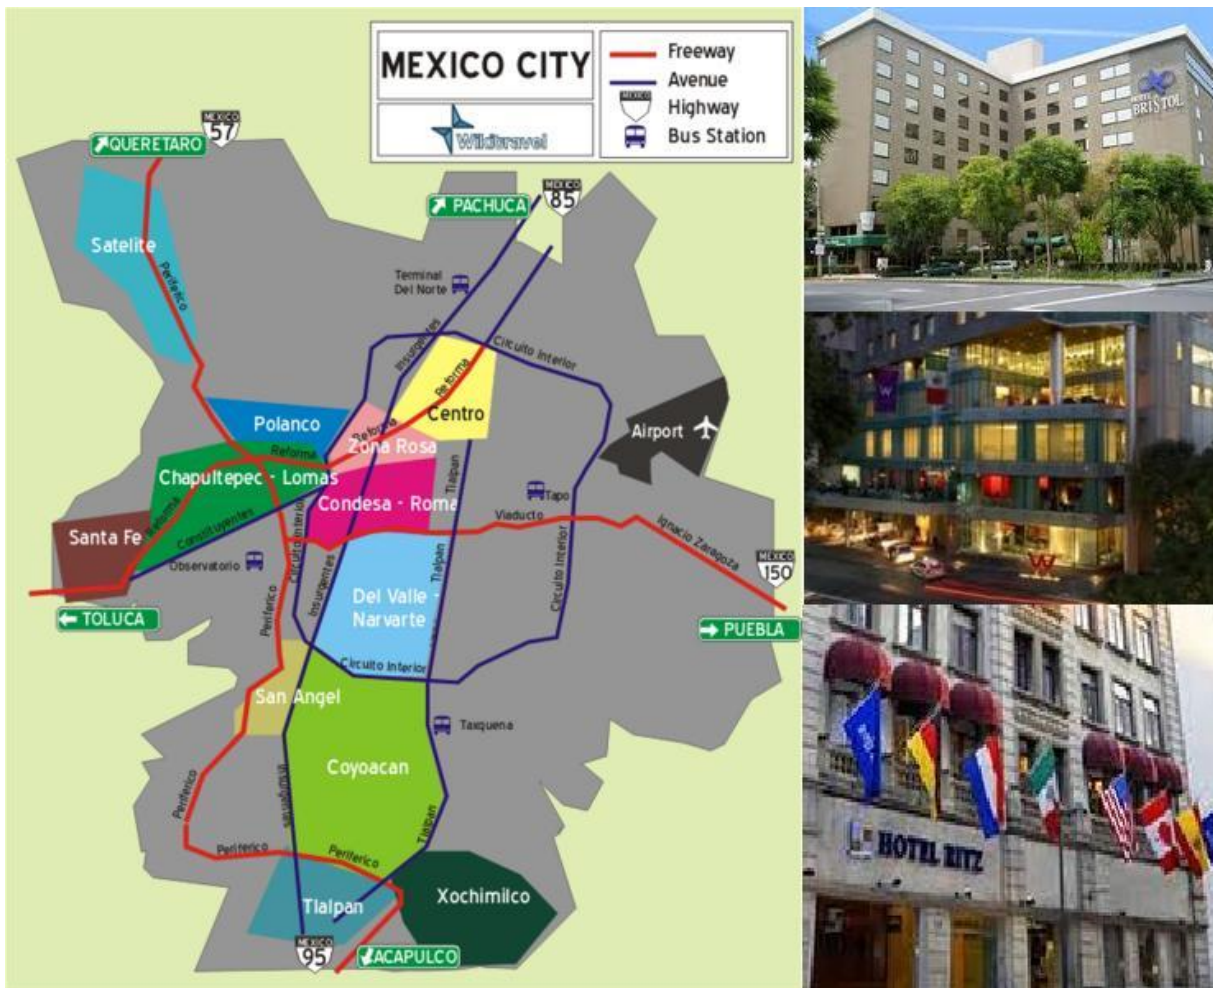 MEXICO CITY
Wikitravel
Freeway
Avenue
MEXICO
Highway
Bus Station
MEXICO
57
QUERETARO
MEXICO
85
PACHUCA
Satelite
Periferico
Terminal
Del Norte
Insurgentes
Circuito Interior
Reforma
Polanco
Centro
Reforma
Zona Rosa
Reforma
Airport
Chapultepec - Lomas
Condesa - Roma
Tlalpan
Tapo
Reforma
Santa Fe
Constituyentes
Circuito Interior
Viaducto
Ignacio Zaragoza
Observatorio
Insurgentes
Tlalpan
Circuito Interior
MEXICO
150
TOLUCA
Periferico
Del Valle -
Narvarte
PUEBLA
Circuito Interior
San Angel
Taxquena
Coyoacan
Periferico
Insurgentes
Tlalpan
Periferico
Periferico
Tlalpan
Xochimilco
MEXICO
95
ACAPULCO
HOTEL
BRISTOL
W
W
HOTEL RITZ